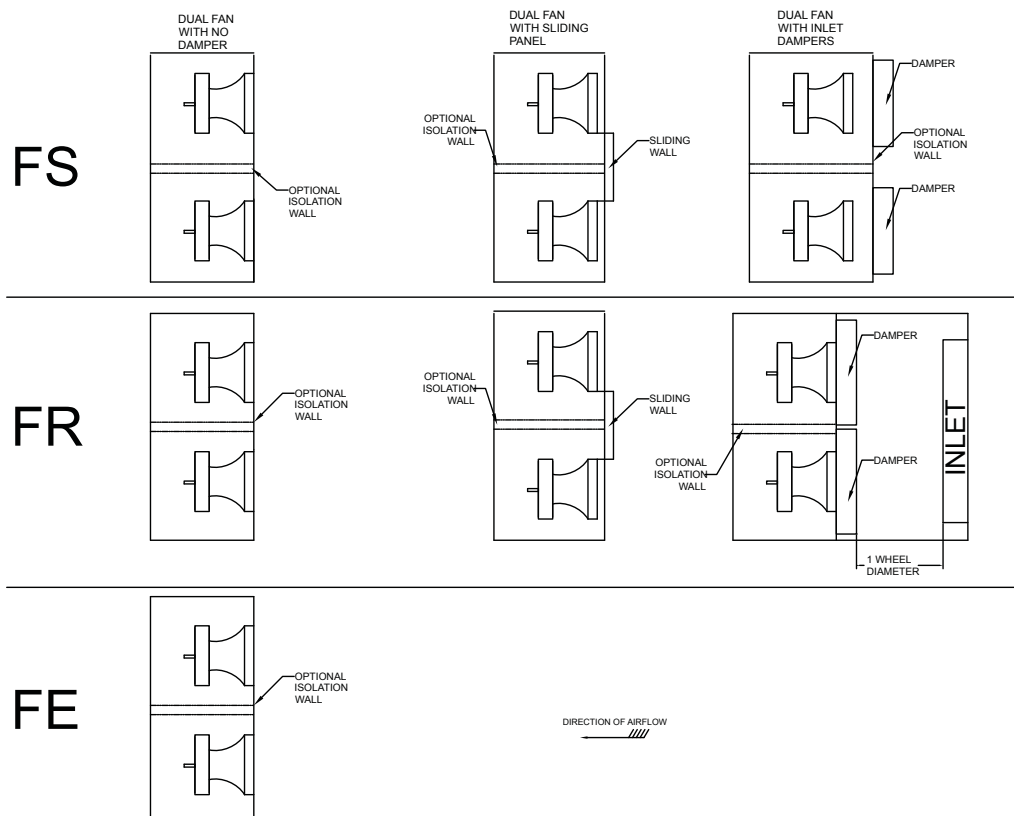 DUAL FAN
WITH NO
DAMPER
DUAL FAN
WITH SLIDING
PANEL
DUAL FAN
WITH INLET
DAMPERS
FS
OPTIONAL
ISOLATION
WALL
OPTIONAL
ISOLATION
WALL
SLIDING
WALL
DAMPER
OPTIONAL
ISOLATION
WALL
DAMPER
FR
OPTIONAL
ISOLATION
WALL
OPTIONAL
ISOLATION
WALL
SLIDING
WALL
DAMPER
OPTIONAL
ISOLATION
WALL
DAMPER
INLET
1 WHEEL
DIAMETER
FE
OPTIONAL
ISOLATION
WALL
DIRECTION OF AIRFLOW